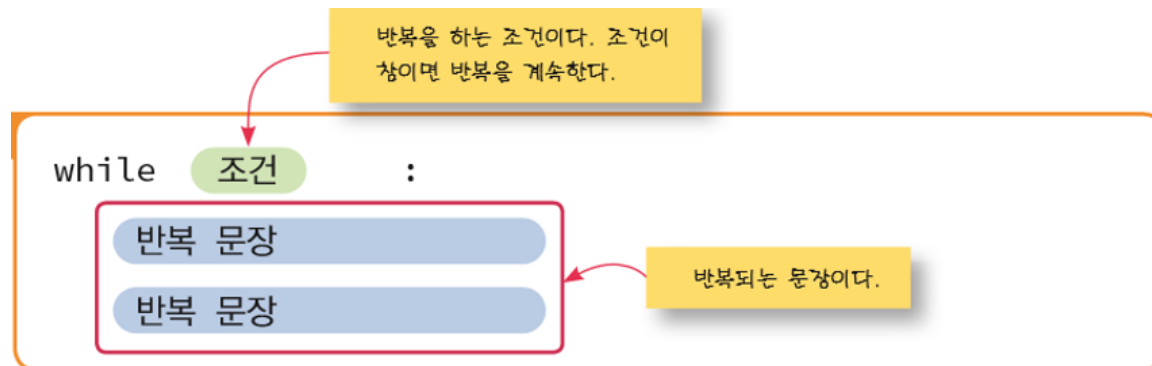 반복을 하는 조건이다. 조건이
참이면 반복을 계속한다.
while 조건 :
반복 문장
반복되는 문장이다.
반복 문장